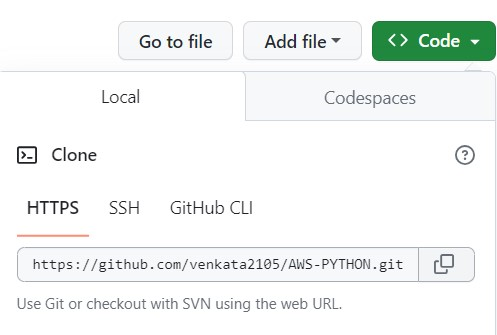 Go to file Add file <> Code
Local Codespaces
Clone
HTTPS SSH GitHub CLI
https://github.com/venkata2105/AWS-PYTHON.git
Use Git or checkout with SVN using the web URL.